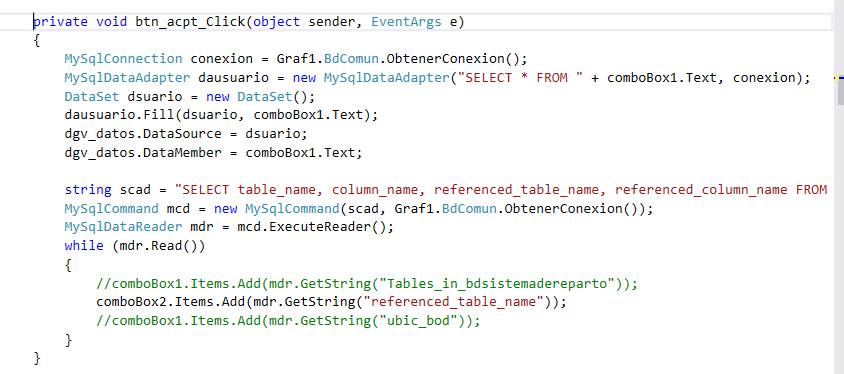 private void btn_acpt_Click(object sender, EventArgs e)
{
MySqlConnection conexion = Graf1.BdComun.ObtenerConexion();
MySqlDataAdapter dausuario = new MySqlDataAdapter("SELECT * FROM " + comboBox1.Text, conexion);
DataSet dsuario = new DataSet();
dausuario.Fill(dsuario, comboBox1.Text);
dgv_datos.DataSource = dsuario;
dgv_datos.DataMember = comboBox1.Text;
string scad = "SELECT table_name, column_name, referenced_table_name, referenced_column_name FROM
MySqlCommand mcd = new MySqlCommand(scad, Graf1.BdComun.ObtenerConexion());
MySqlDataReader mdr = mcd.ExecuteReader();
while (mdr.Read())
{
//comboBox1.Items.Add(mdr.GetString("Tables_in_bdsistemadereparto"));
comboBox2.Items.Add(mdr.GetString("referenced_table_name"));
//comboBox1.Items.Add(mdr.GetString("ubic_bod"));
}
}